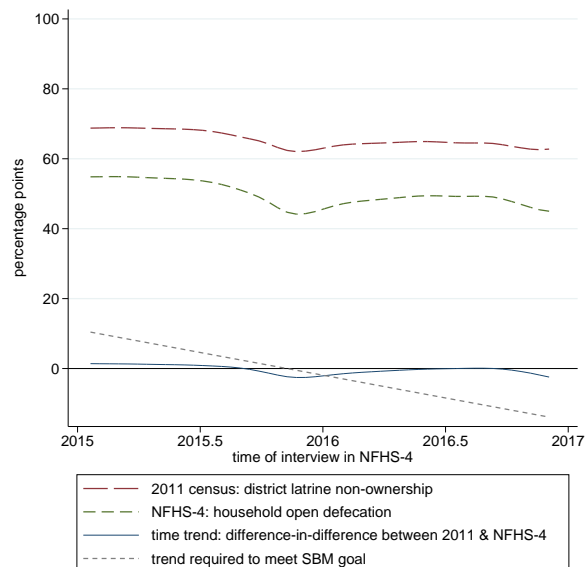 100
80
60
40
20
0
percentage points
2015
2015.5
2016
2016.5
2017
time of interview in NFHS-4
2011 census: district latrine non-ownership
NFHS-4: household open defecation
time trend: difference-in-difference between 2011 & NFHS-4
trend required to meet SBM goal